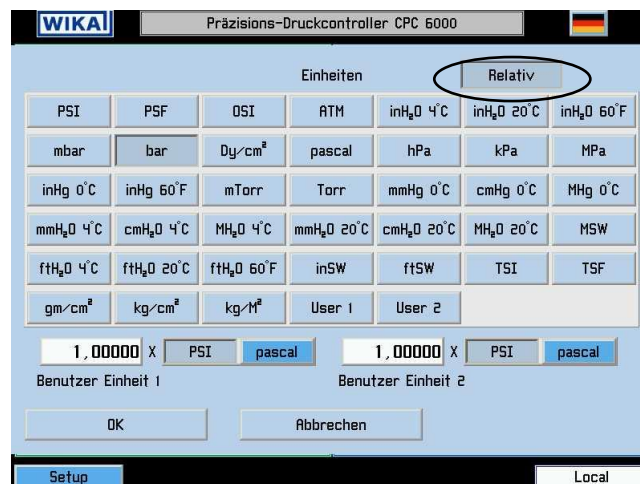 WIKA Präzisions-Druckcontroller CPC 6000
Einheiten Relativ
PSI PSF OSI ATM inH₂O 4°C inH₂O 20°C inH₂O 60°F
mbar bar Dy/cm² pascal hPa kPa MPa
inHg 0°C inHg 60°F mTorr Torr mmHg 0°C cmHg 0°C MHg 0°C
mmH₂O 4°C cmH₂O 4°C MH₂O 4°C mmH₂O 20°C cmH₂O 20°C MH₂O 20°C MSW
ftH₂O 4°C ftH₂O 20°C ftH₂O 60°F inSW ftSW TSI TSF
gm/cm² kg/cm² kg/M² User 1 User 2
1,00000 X PSI pascal 1,00000 X PSI pascal
Benutzer Einheit 1 Benutzer Einheit 2
OK Abbrechen
Setup Local